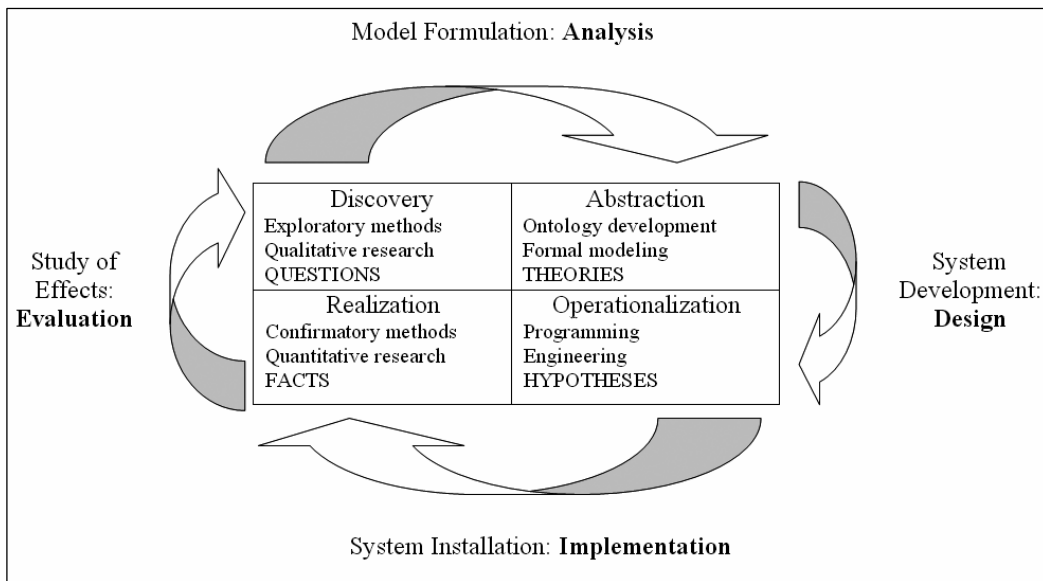 Model Formulation: Analysis
Discovery
Exploratory methods
Qualitative research
QUESTIONS
Abstraction
Ontology development
Formal modeling
THEORIES
Study of
Effects:
Evaluation
System
Development:
Design
Realization
Confirmatory methods
Quantitative research
FACTS
Operationalization
Programming
Engineering
HYPOTHESES
System Installation: Implementation